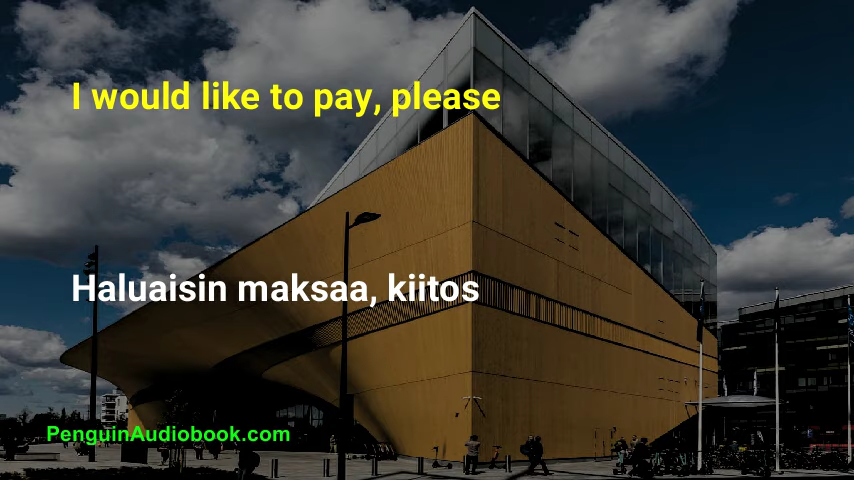 I would like to pay, please
Haluaisin maksaa, kiitos
PenguinAudiobook.com